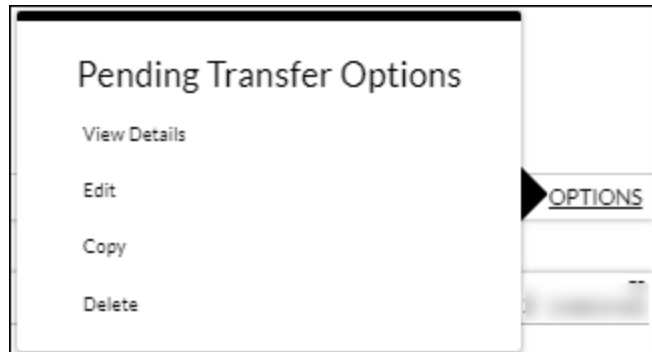 Pending Transfer Options
View Details
Edit
OPTIONS
Copy
Delete